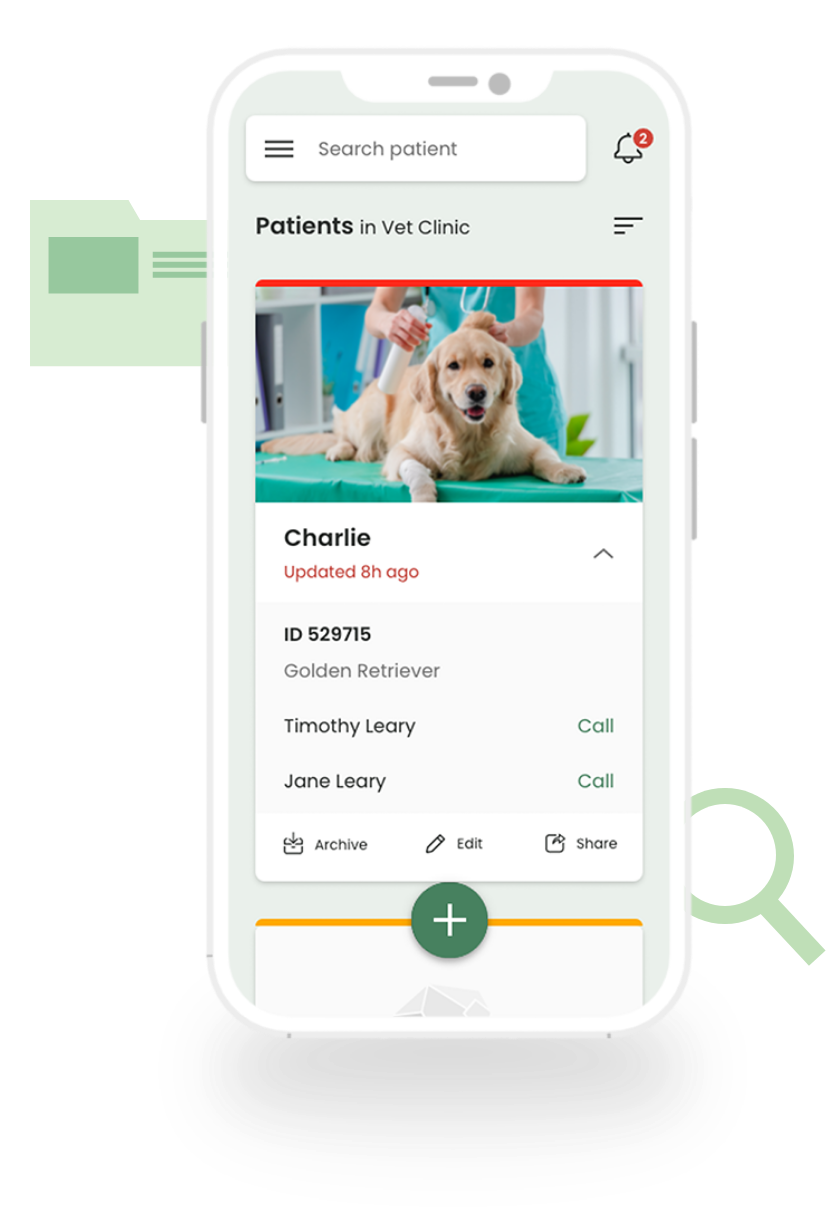 Search patient
2
Patients in Vet Clinic
Charlie
Updated 8h ago
ID 529715
Golden Retriever
Timothy Leary Call
Jane Leary Call
Archive Edit Share